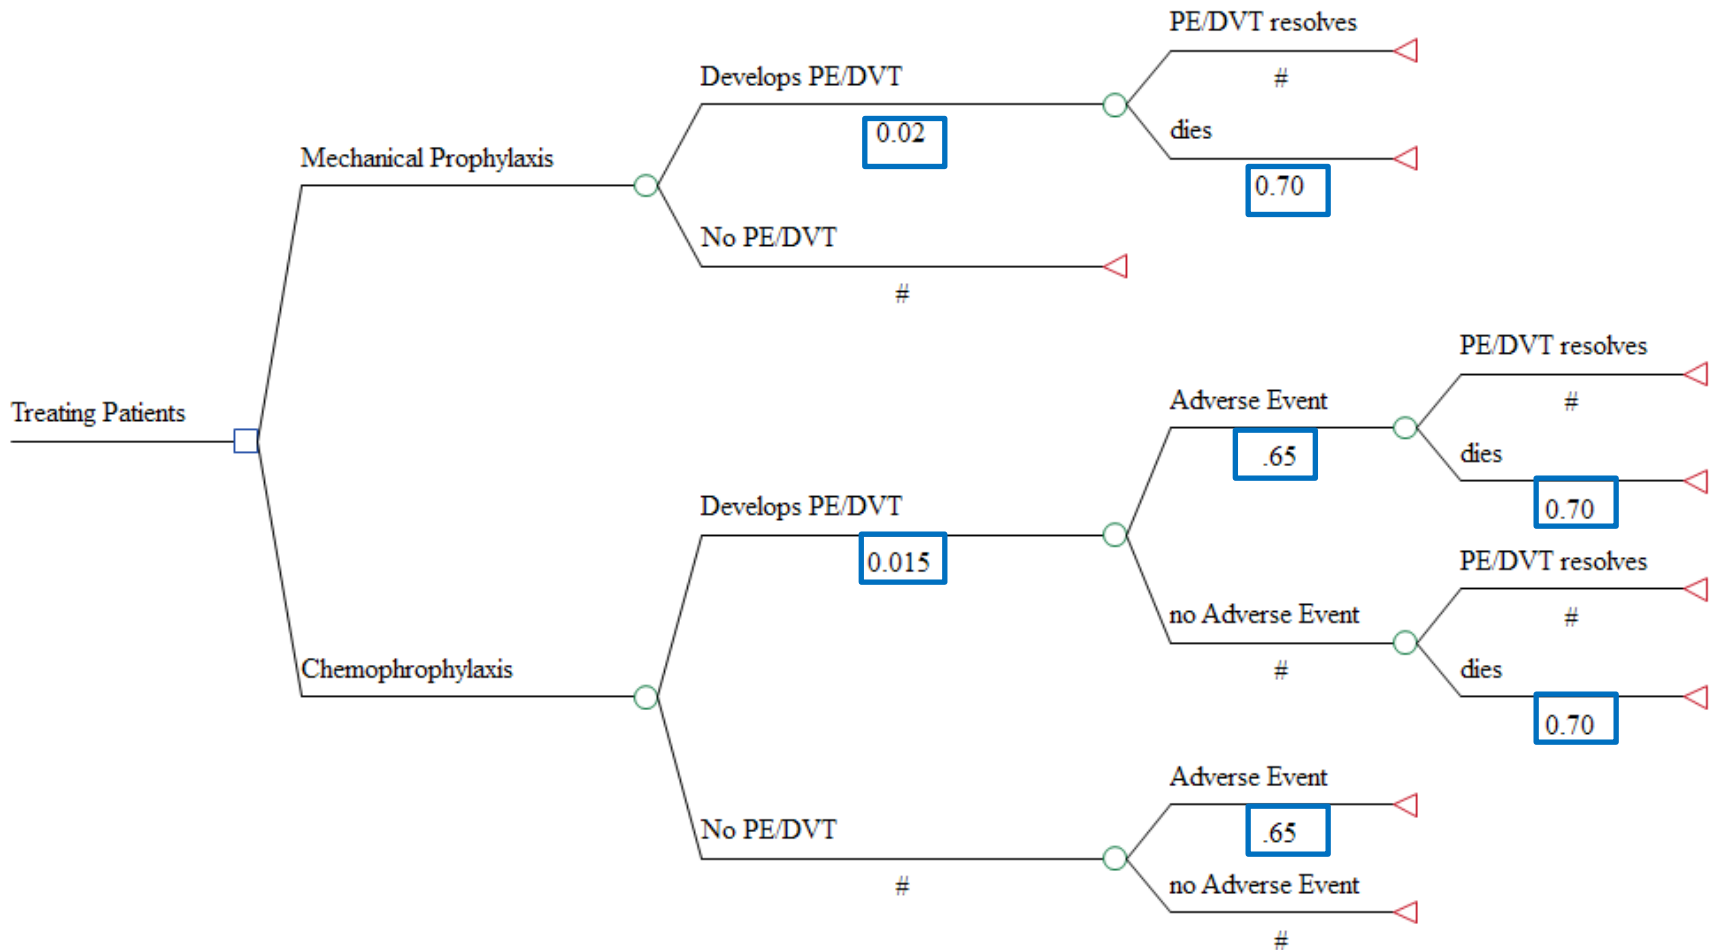 PE/DVT resolves
#
Develops PE/DVT
0.02
dies
0.70
Mechanical Prophylaxis
No PE/DVT
#
PE/DVT resolves
#
Treating Patients
Adverse Event
.65
dies
0.70
Develops PE/DVT
0.015
PE/DVT resolves
#
no Adverse Event
#
dies
0.70
Chemophrophylaxis
Adverse Event
.65
No PE/DVT
#
no Adverse Event
#